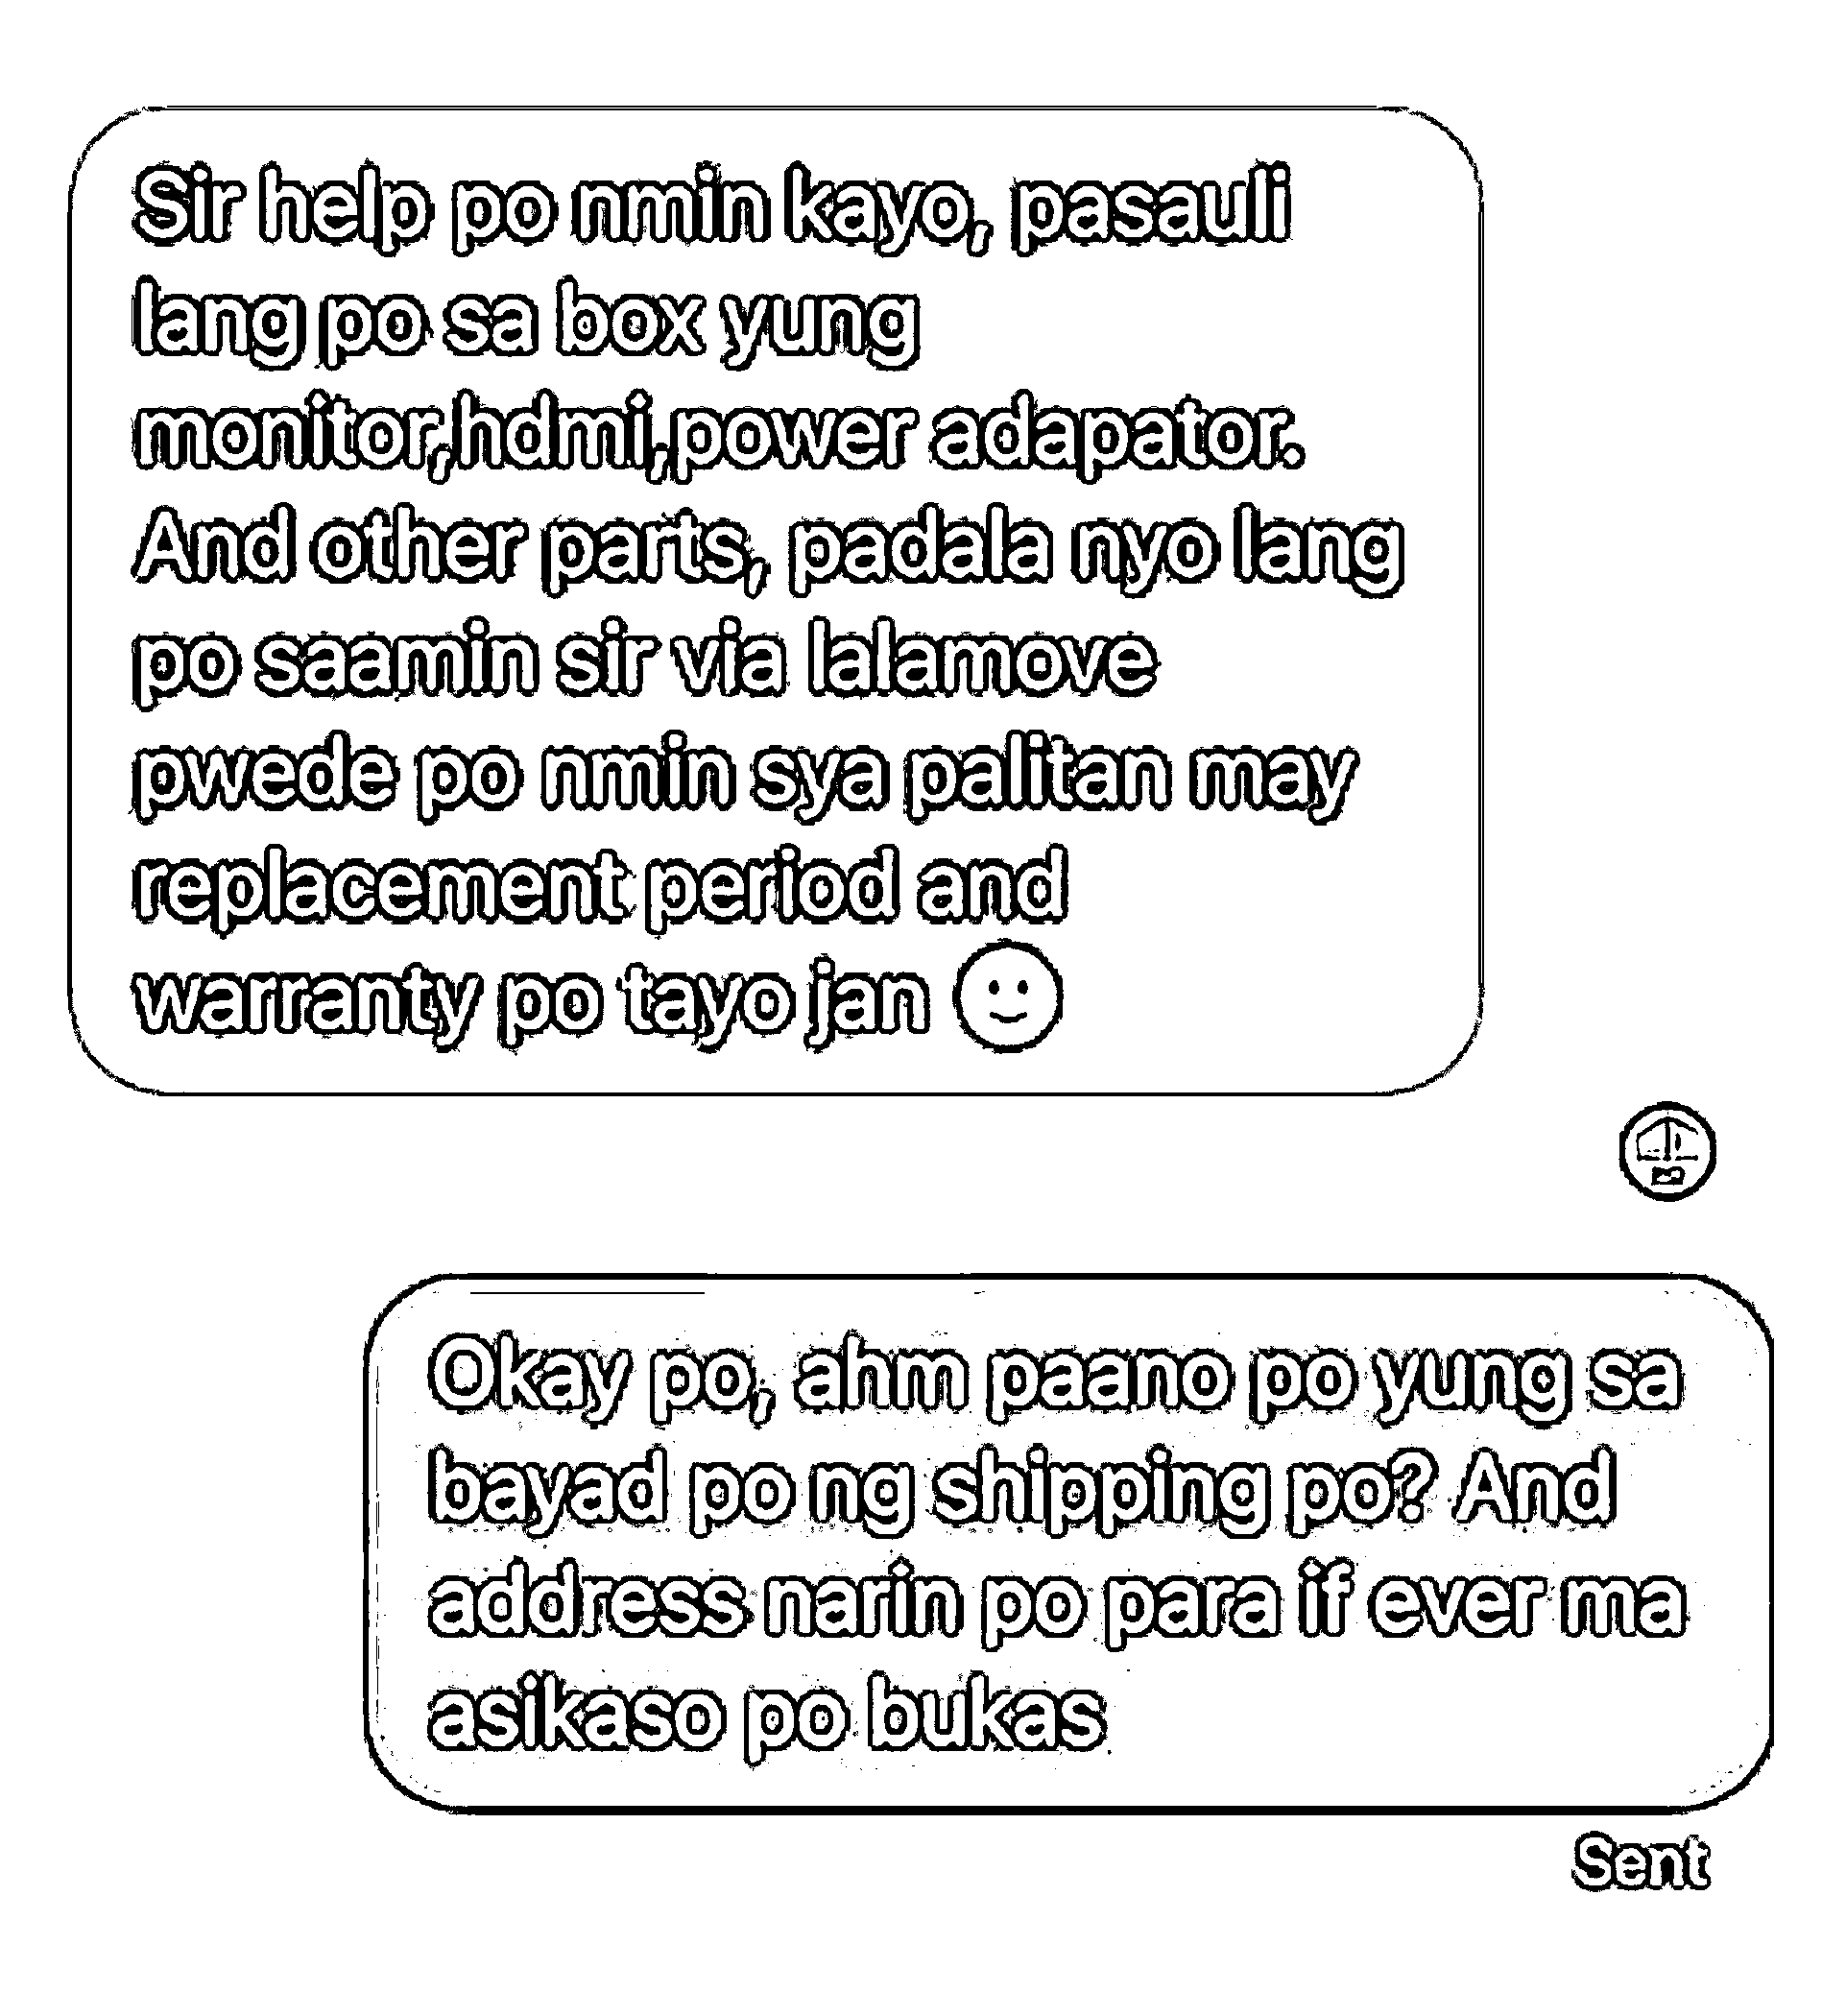 Sir help po nmin kayo, pasauli
lang po sa box yung
monitor,hdmi,power adapator.
And other parts, padala nyo lang
po saamin sir via lalamove
pwede po nmin sya palitan may
replacement period and
warranty po tayo jan 🙂
Okay po, ahm paano po yung sa
bayad po ng shipping po? And
address narin po para if ever ma
asikaso po bukas
Sent